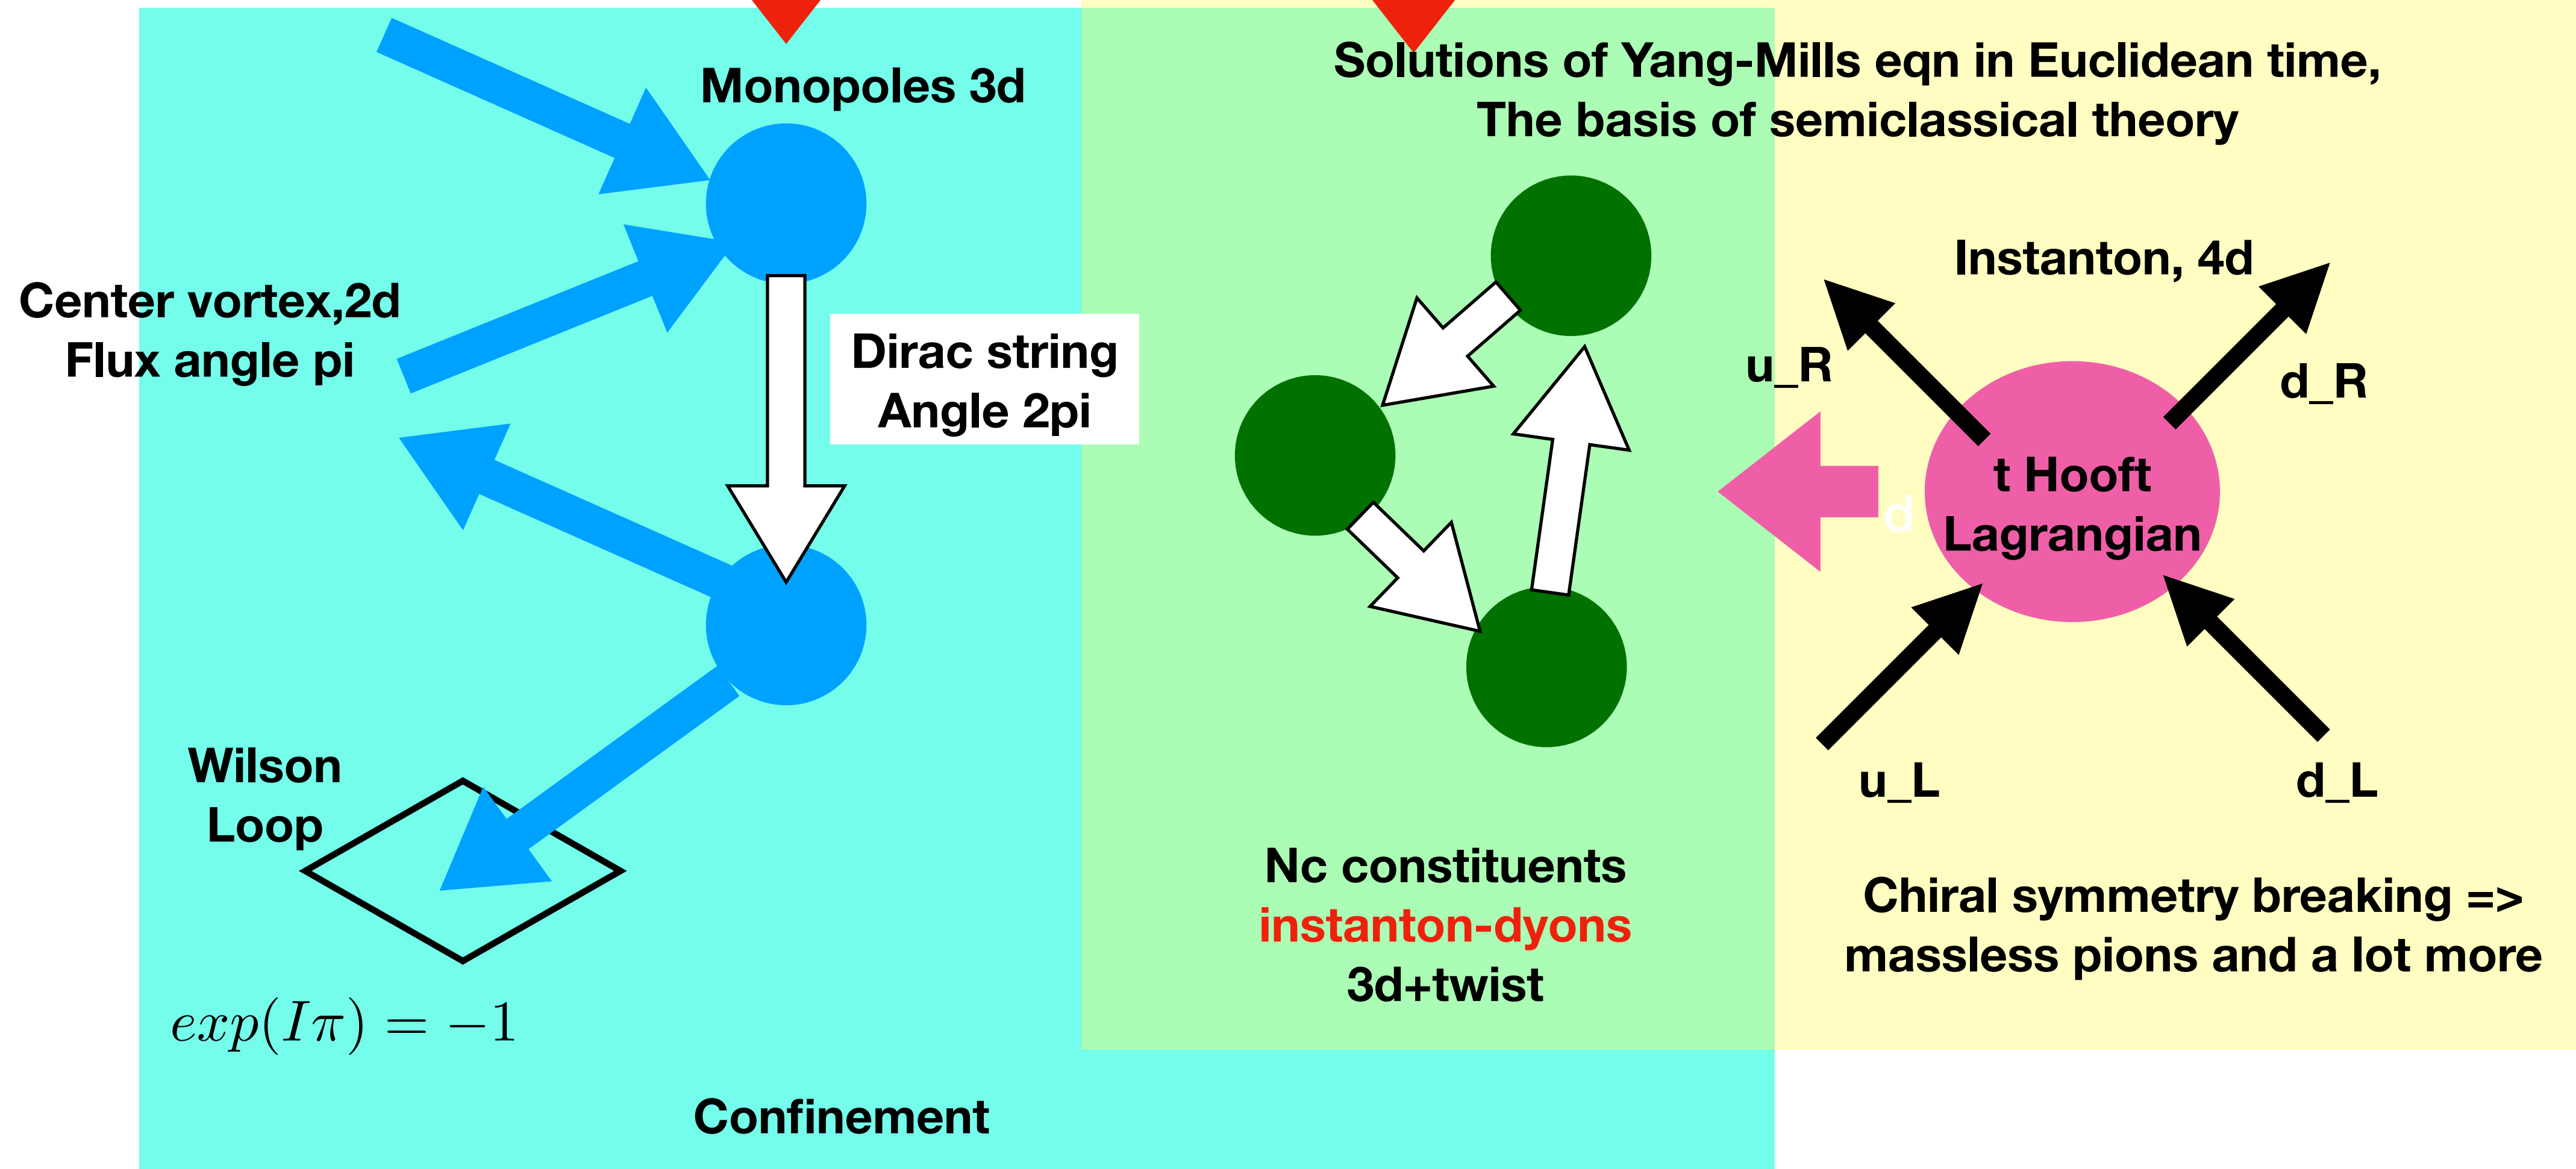 Monopoles 3d
Solutions of Yang-Mills eqn in Euclidean time,
The basis of semiclassical theory
Center vortex,2d
Flux angle pi
Dirac string
Angle 2pi
Instanton, 4d
u_R
d_R
t Hooft
Lagrangian
d
u_L
d_L
Wilson
Loop
exp(Iπ) = −1
Nc constituents
instanton-dyons
3d+twist
Chiral symmetry breaking =>
massless pions and a lot more
Confinement